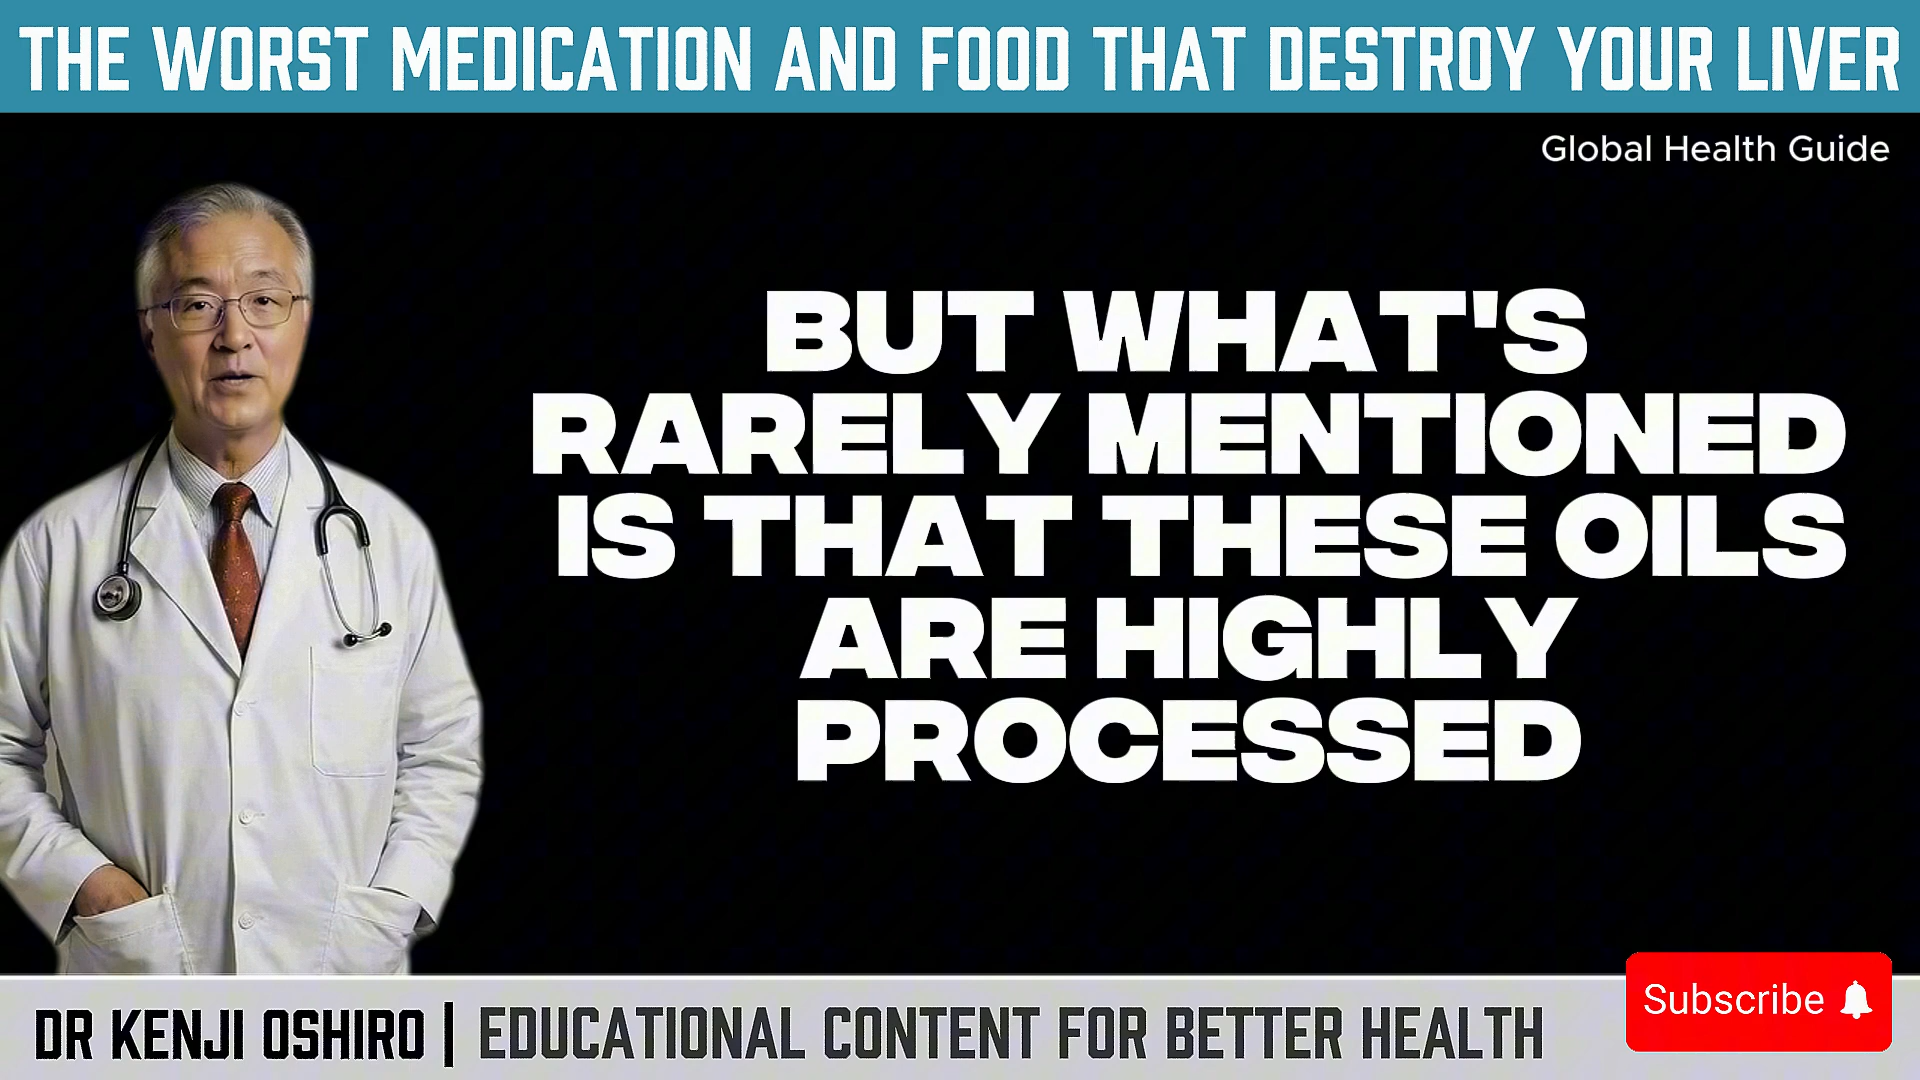 THE WORST MEDICATION AND FOOD THAT DESTROY YOUR LIVER
Global Health Guide
BUT WHAT'S
RARELY MENTIONED
IS THAT THESE OILS
ARE HIGHLY
PROCESSED
DR KENJI OSHIRO | EDUCATIONAL CONTENT FOR BETTER HEALTH
Subscribe